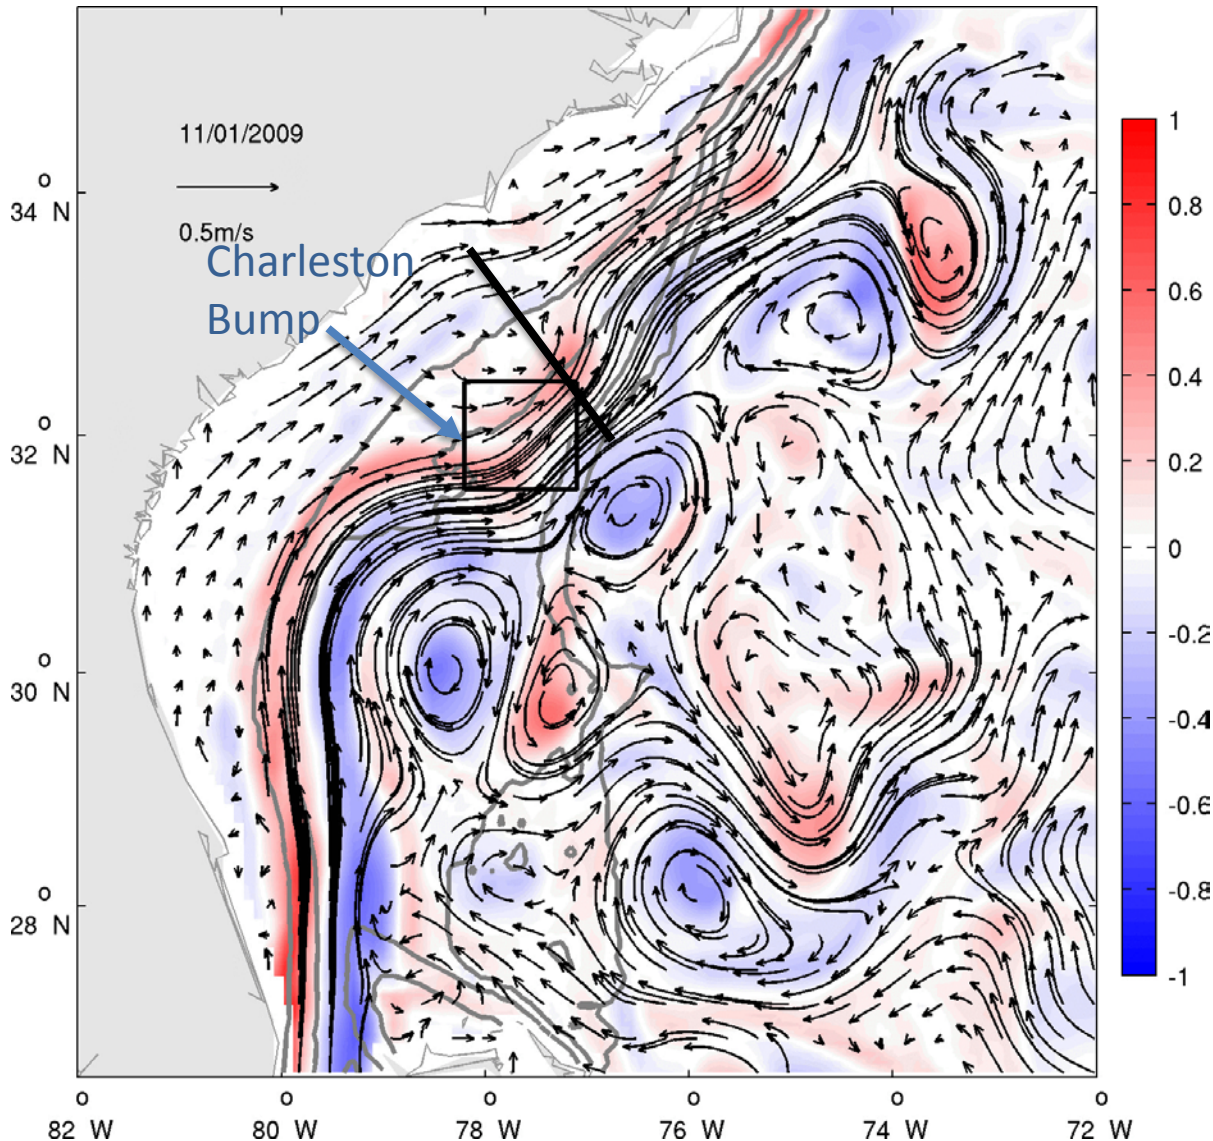 11/01/2009
0.5m/s
Charleston
Bump
o
34 N
o
32 N
o
30 N
o
28 N
o
82 W
o
80 W
o
78 W
o
76 W
o
74 W
o
72 W
1
0.8
0.6
0.4
0.2
0
-0.2
-0.4
-0.6
-0.8
-1